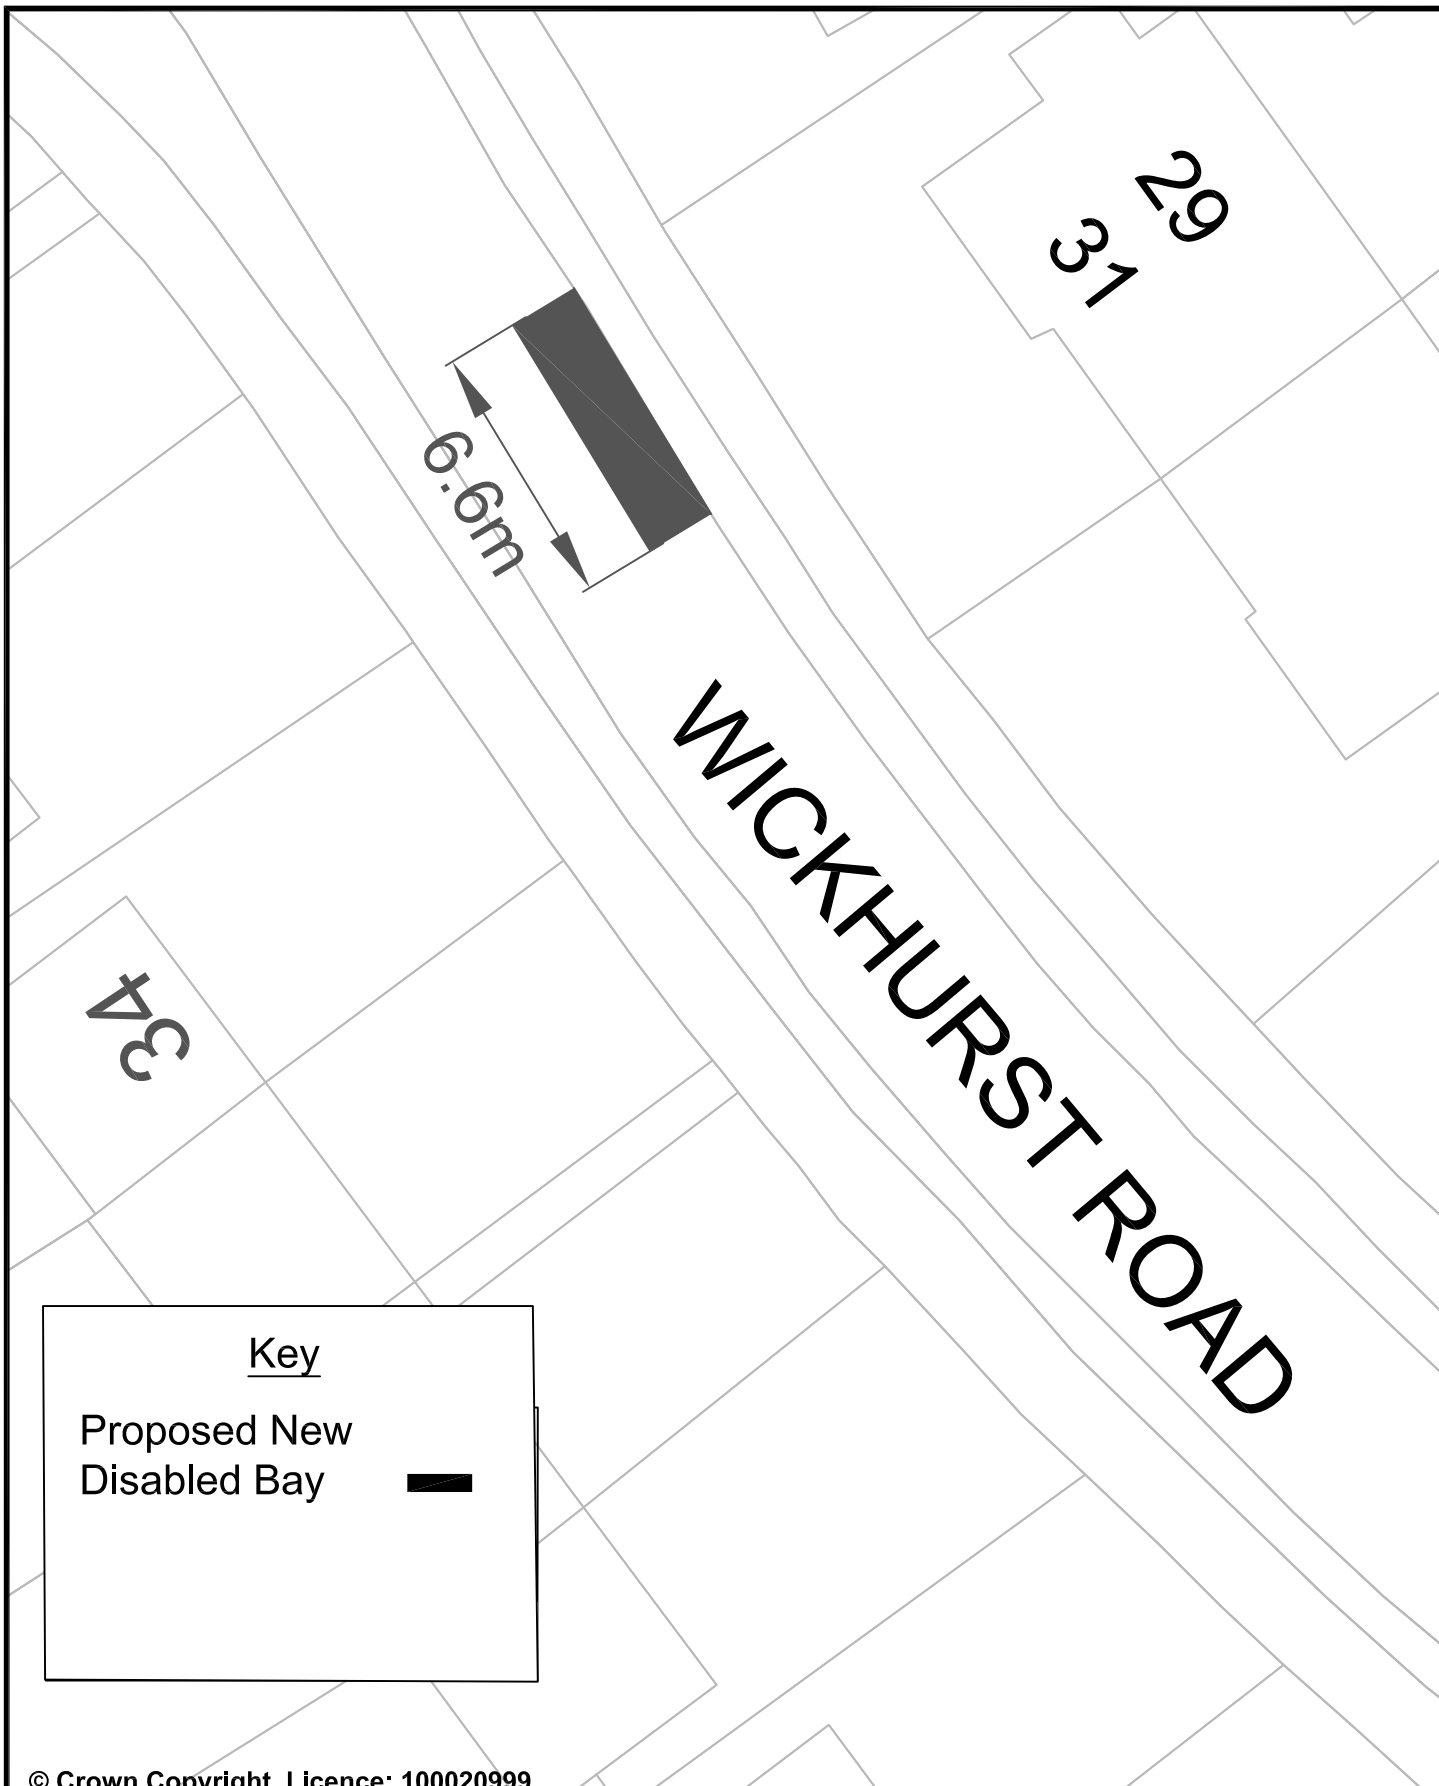 29
31
6.6m
WICKHURST ROAD
34
Key
Proposed New
Disabled Bay
© Crown Copyright. Licence: 100020999